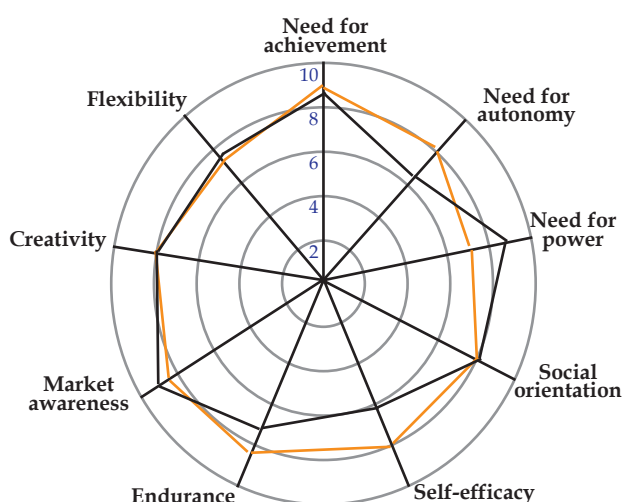 Need for
achievement
10
Flexibility
Need for
autonomy
8
6
4
Need for
power
Creativity
2
Social
orientation
Market
awareness
Self-efficacy
Endurance